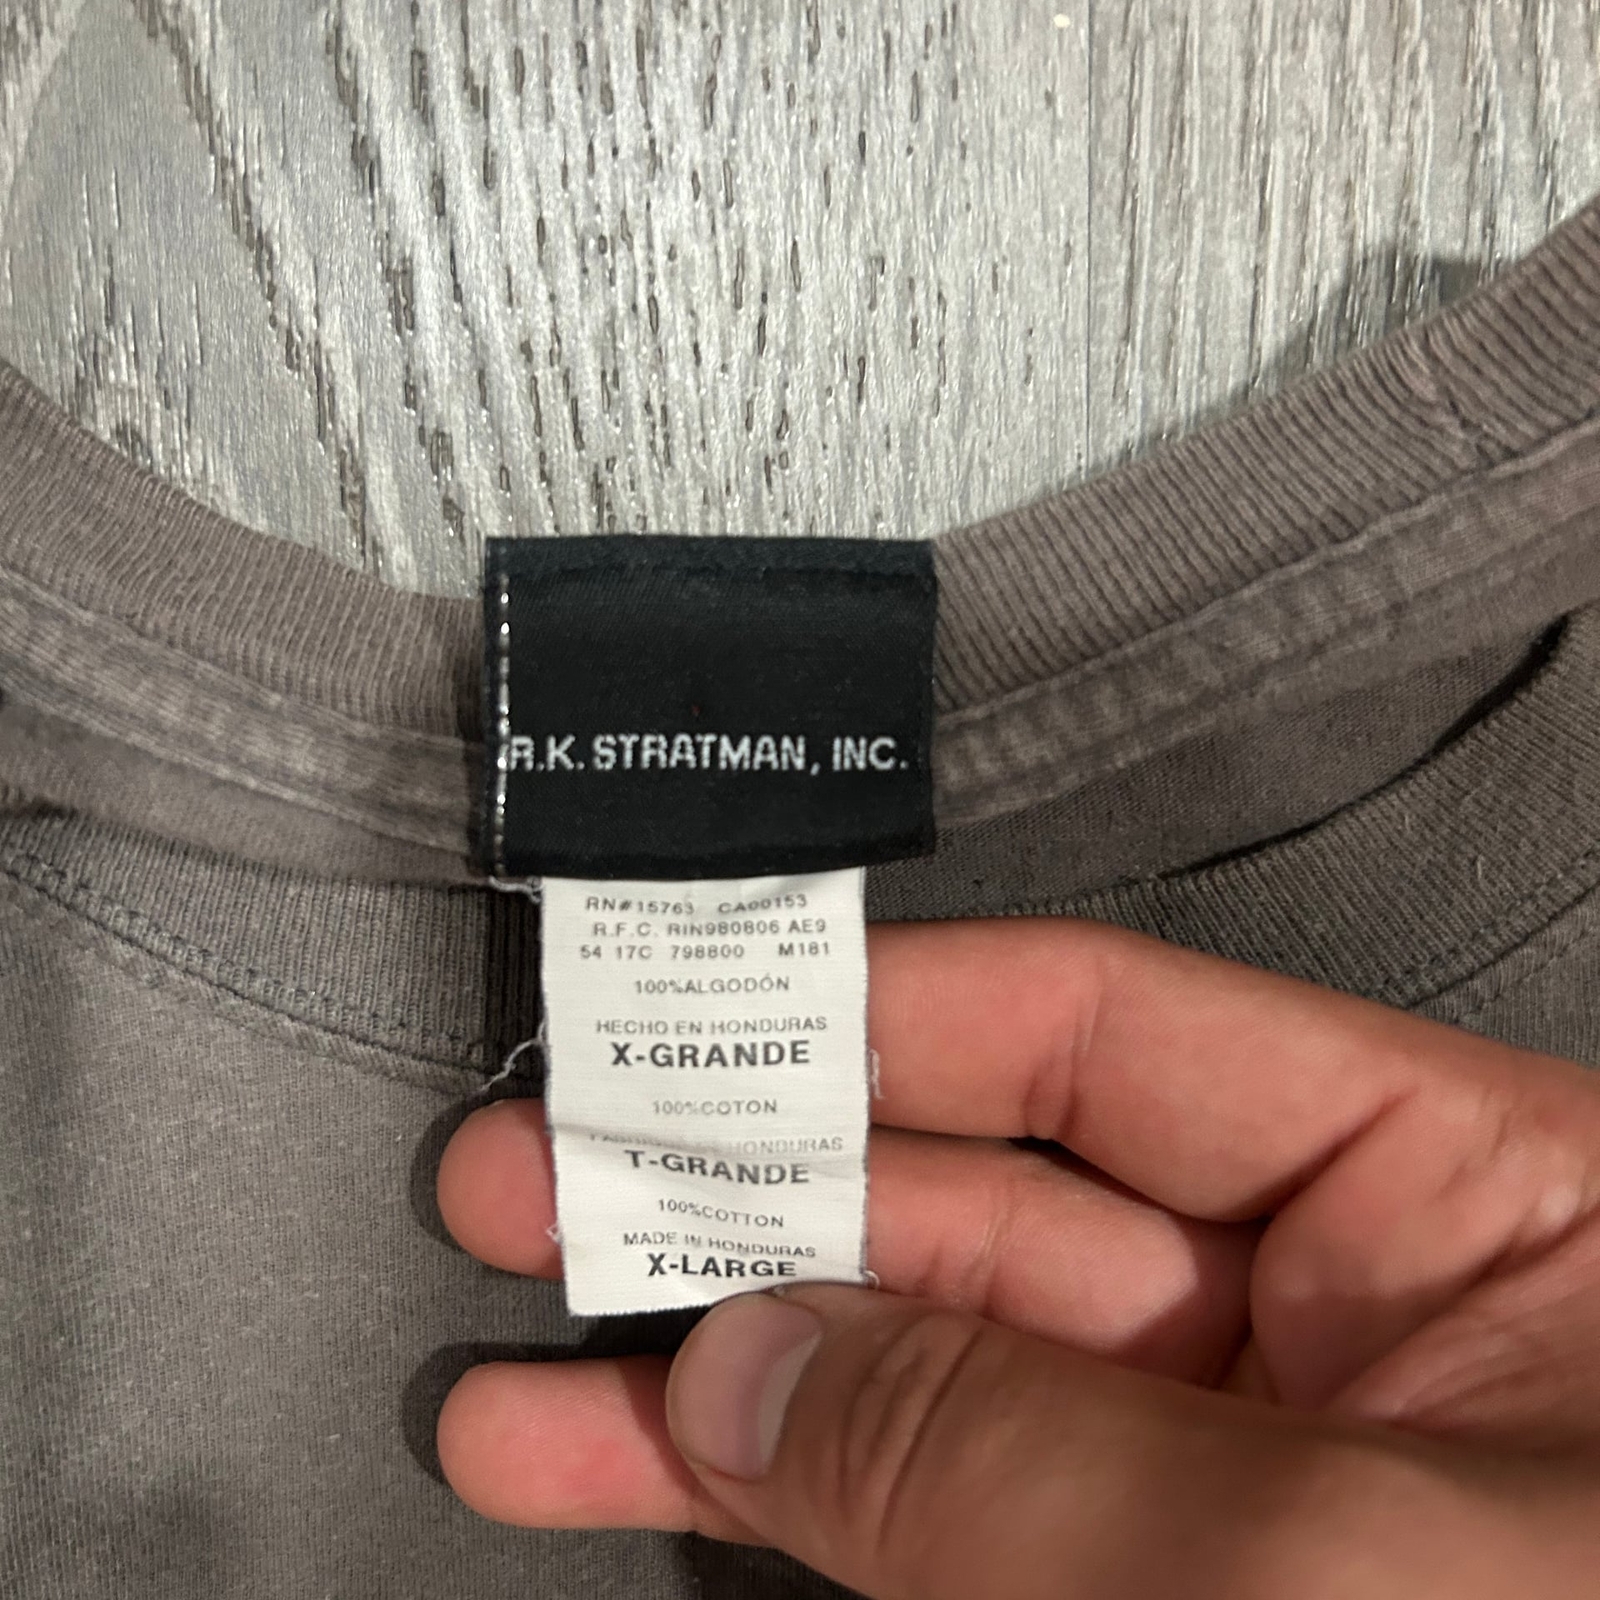 R.K. STRATMAN, INC.
RN#15763 CA00153
R.F.C. RIN980806 AE9
54 17C 798800 M181
100%ALGODÓN
HECHO EN HONDURAS
X-GRANDE
100%COTON
HONDURAS
T-GRANDE
100%COTTON
MADE IN HONDURAS
X-LARGE